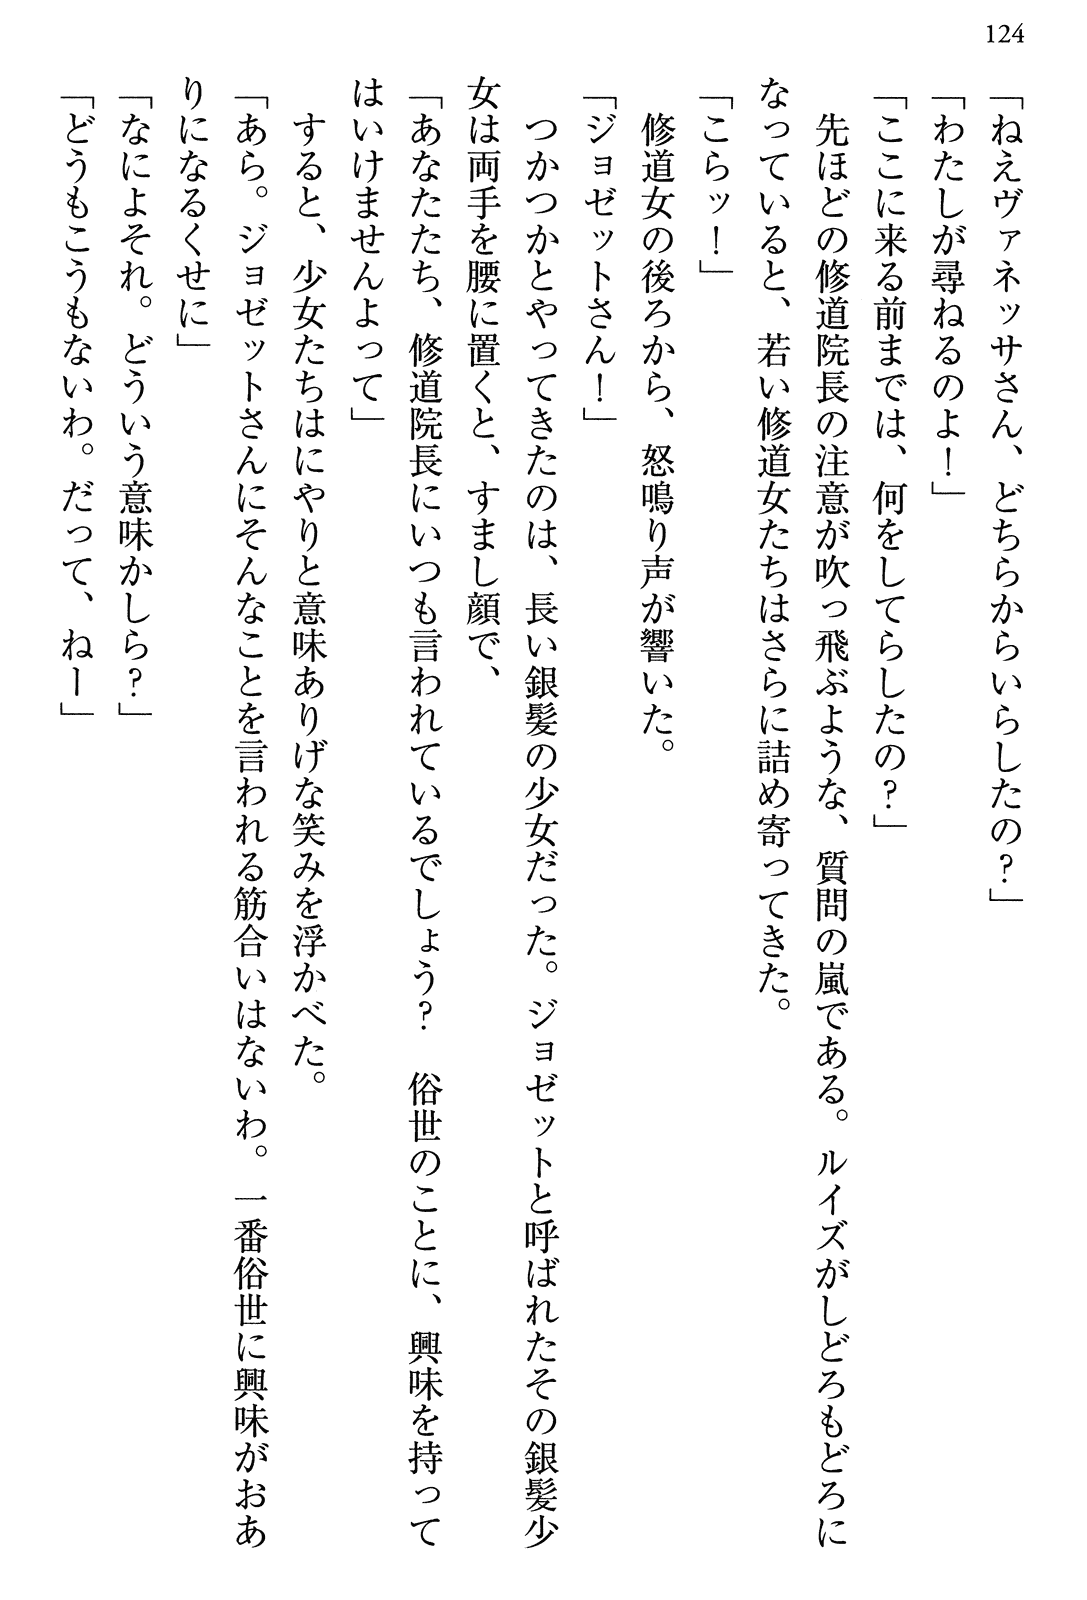 124
「ねえヴァネッサさん、どちらからいらしたの？」
「わたしが尋ねるのよ！」
「ここに来る前までは、何をしてらしたの？」
　先ほどの修道院長の注意が吹っ飛ぶような、質問の嵐である。ルイズがしどろもどろに
なっていると、若い修道女たちはさらに詰め寄ってきた。
「こらッ！」
　修道女の後ろから、怒鳴り声が響いた。
「ジョゼットさん！」
　つかつかとやってきたのは、長い銀髪の少女だった。ジョゼットと呼ばれたその銀髪少
女は両手を腰に置くと、すまし顔で、
「あなたたち、修道院長にいつも言われているでしょう？　俗世のことに、興味を持って
はいけませんよって」
　すると、少女たちはにやりと意味ありげな笑みを浮かべた。
「あら。ジョゼットさんにそんなことを言われる筋合いはないわ。一番俗世に興味がおあ
りになるくせに」
「なによそれ。どういう意味かしら？」
「どうもこうもないわ。だって、ねー」